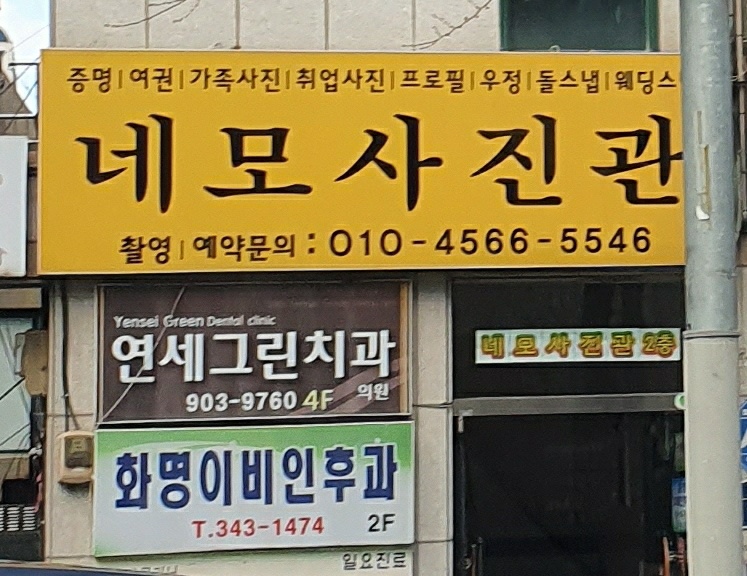 증명 | 여권 | 가족사진 | 취업사진 | 프로필 | 우정 | 돌스냅 | 웨딩스
네모사진관
촬영 | 예약문의 : 010-4566-5546
Yensei Green Dental clinic
연세그린치과
의원
903-9760 4F
네모사진관 2층
화명이비인후과
T.343-1474 2F
일요진료